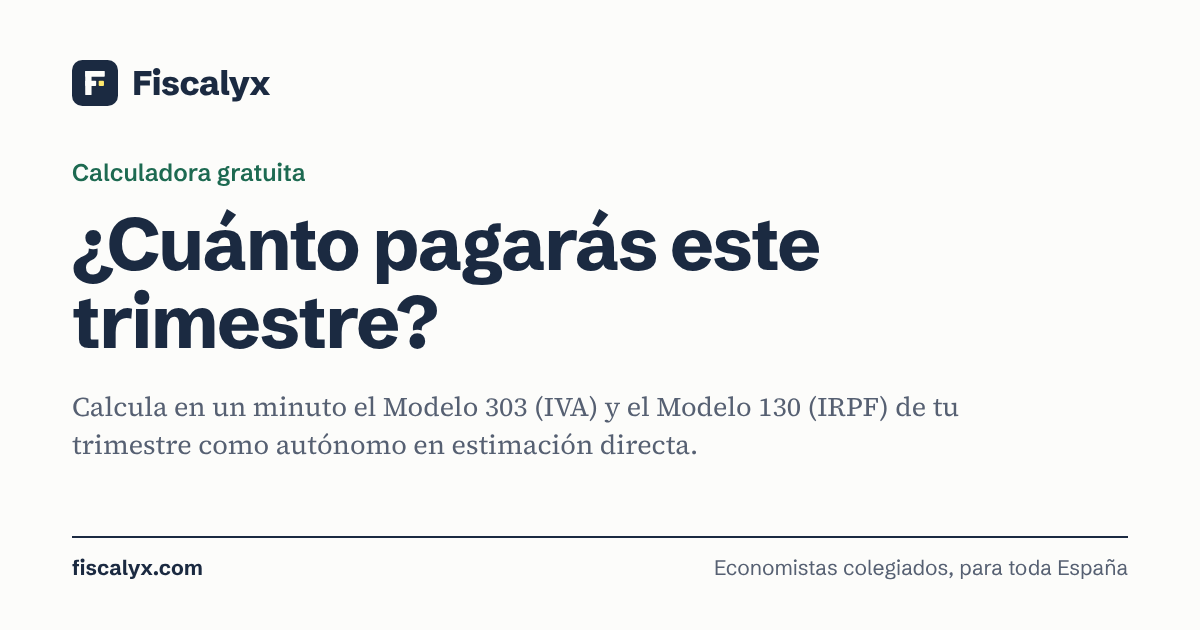 Fiscalyx
Calculadora gratuita
¿Cuánto pagarás este
trimestre?
Calcula en un minuto el Modelo 303 (IVA) y el Modelo 130 (IRPF) de tu
trimestre como autónomo en estimación directa.
fiscalyx.com
Economistas colegiados, para toda España